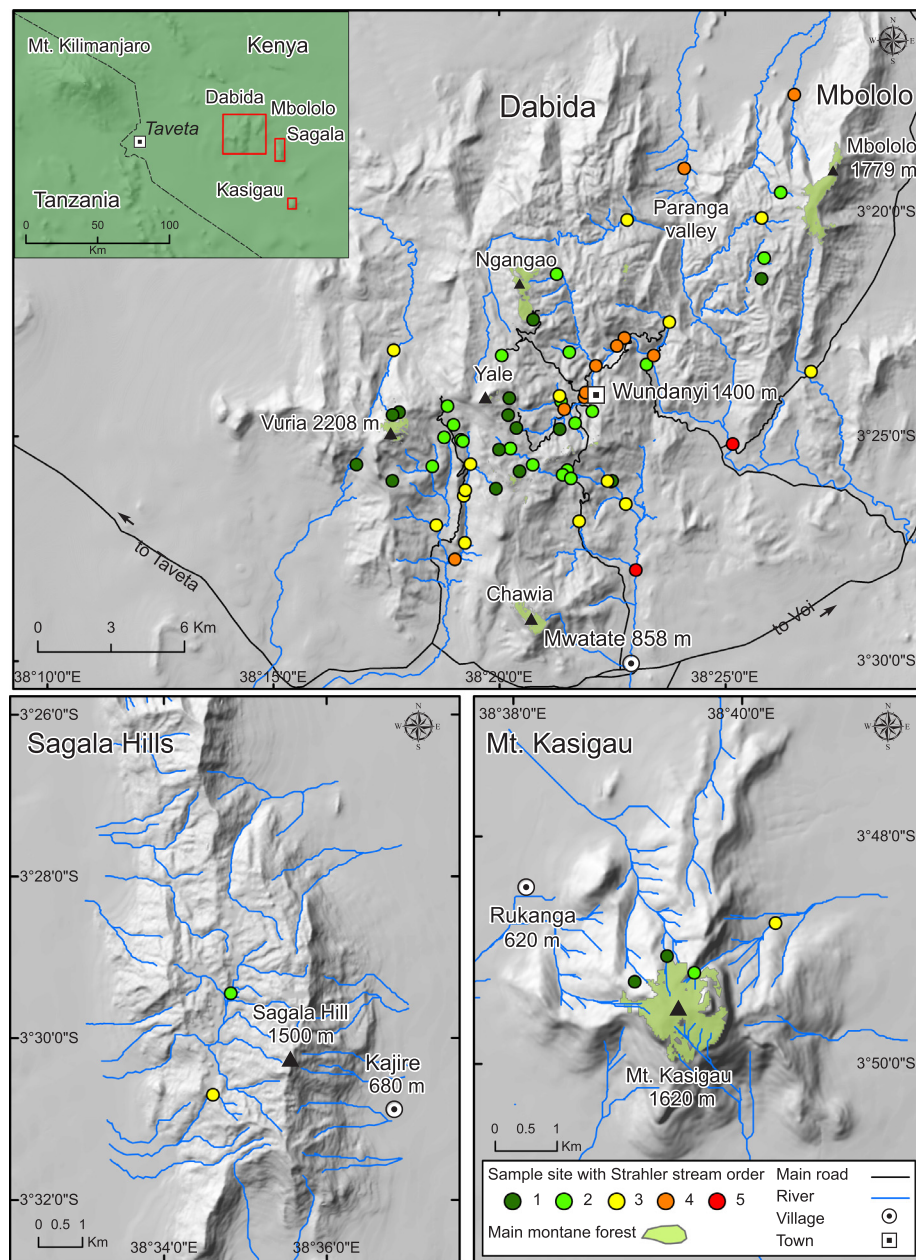 Mt. Kilimanjaro
Kenya
Dabida
Mbololo
Taveta
Sagala
Kasigau
Tanzania
0 50 100
Km
Dabida
Mbololo
N
W E
S
Mbololo
1779 m
3°20'0"S
Paranga
valley
Ngangao
Yale
Wundanyi 1400 m
Vuria 2208 m
3°25'0"S
to Taveta
Chawia
to Voi
0 3 6 Km
Mwatate 858 m
3°30'0"S
38°10'0"E
38°15'0"E
38°20'0"E
38°25'0"E
3°26'0"S
Sagala Hills
N
W E
S
3°28'0"S
Sagala Hill
1500 m
3°30'0"S
Kajire
680 m
3°32'0"S
0 0.5 1
Km
38°34'0"E
38°36'0"E
38°38'0"E
38°40'0"E
Mt. Kasigau
N
W E
S
3°48'0"S
Rukanga
620 m
3°50'0"S
Mt. Kasigau
1620 m
0 0.5 1
Km
Sample site with Strahler stream order
1 2 3 4 5
Main montane forest
Main road
River
Village
Town